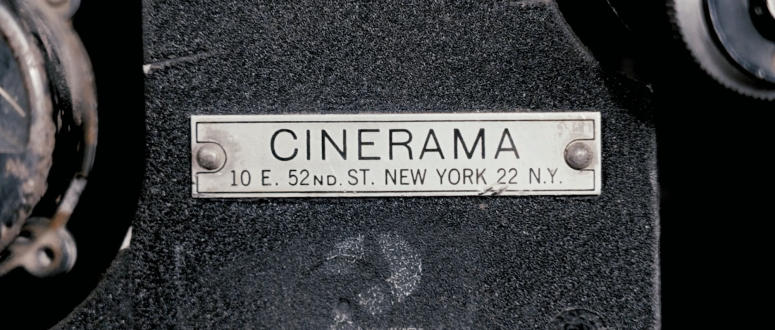 CINERAMA
10 E. 52ND. ST. NEW YORK 22 N.Y.